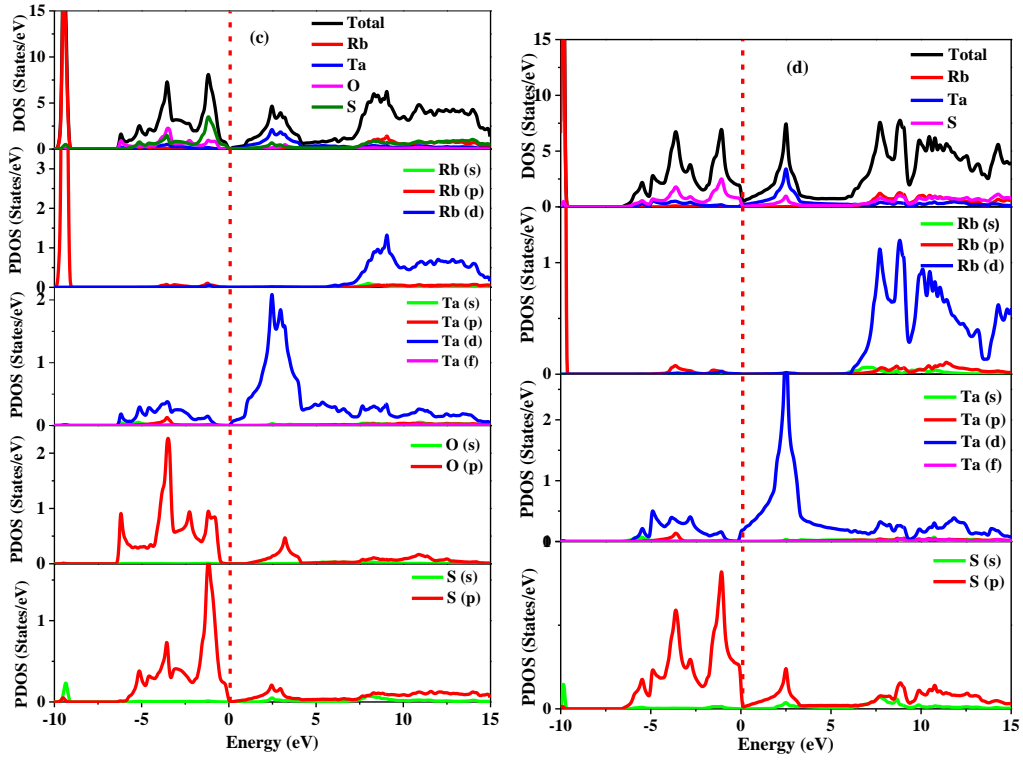 (c)
Total
Rb
Ta
O
S
DOS (States/eV)
15
10
5
0
Rb (s)
Rb (p)
Rb (d)
PDOS (States/eV)
3
2
1
0
Ta (s)
Ta (p)
Ta (d)
Ta (f)
PDOS (States/eV)
2
1
0
O (s)
O (p)
PDOS (States/eV)
2
1
0
S (s)
S (p)
PDOS (States/eV)
1
0
-10 -5 0 5 10 15
Energy (eV)
(d)
Total
Rb
Ta
S
DOS (States/eV)
15
10
5
0
Rb (s)
Rb (p)
Rb (d)
PDOS (States/eV)
1
0
Ta (s)
Ta (p)
Ta (d)
Ta (f)
PDOS (States/eV)
2
1
S (s)
S (p)
PDOS (States/eV)
0
-10 -5 0 5 10 15
Energy (eV)